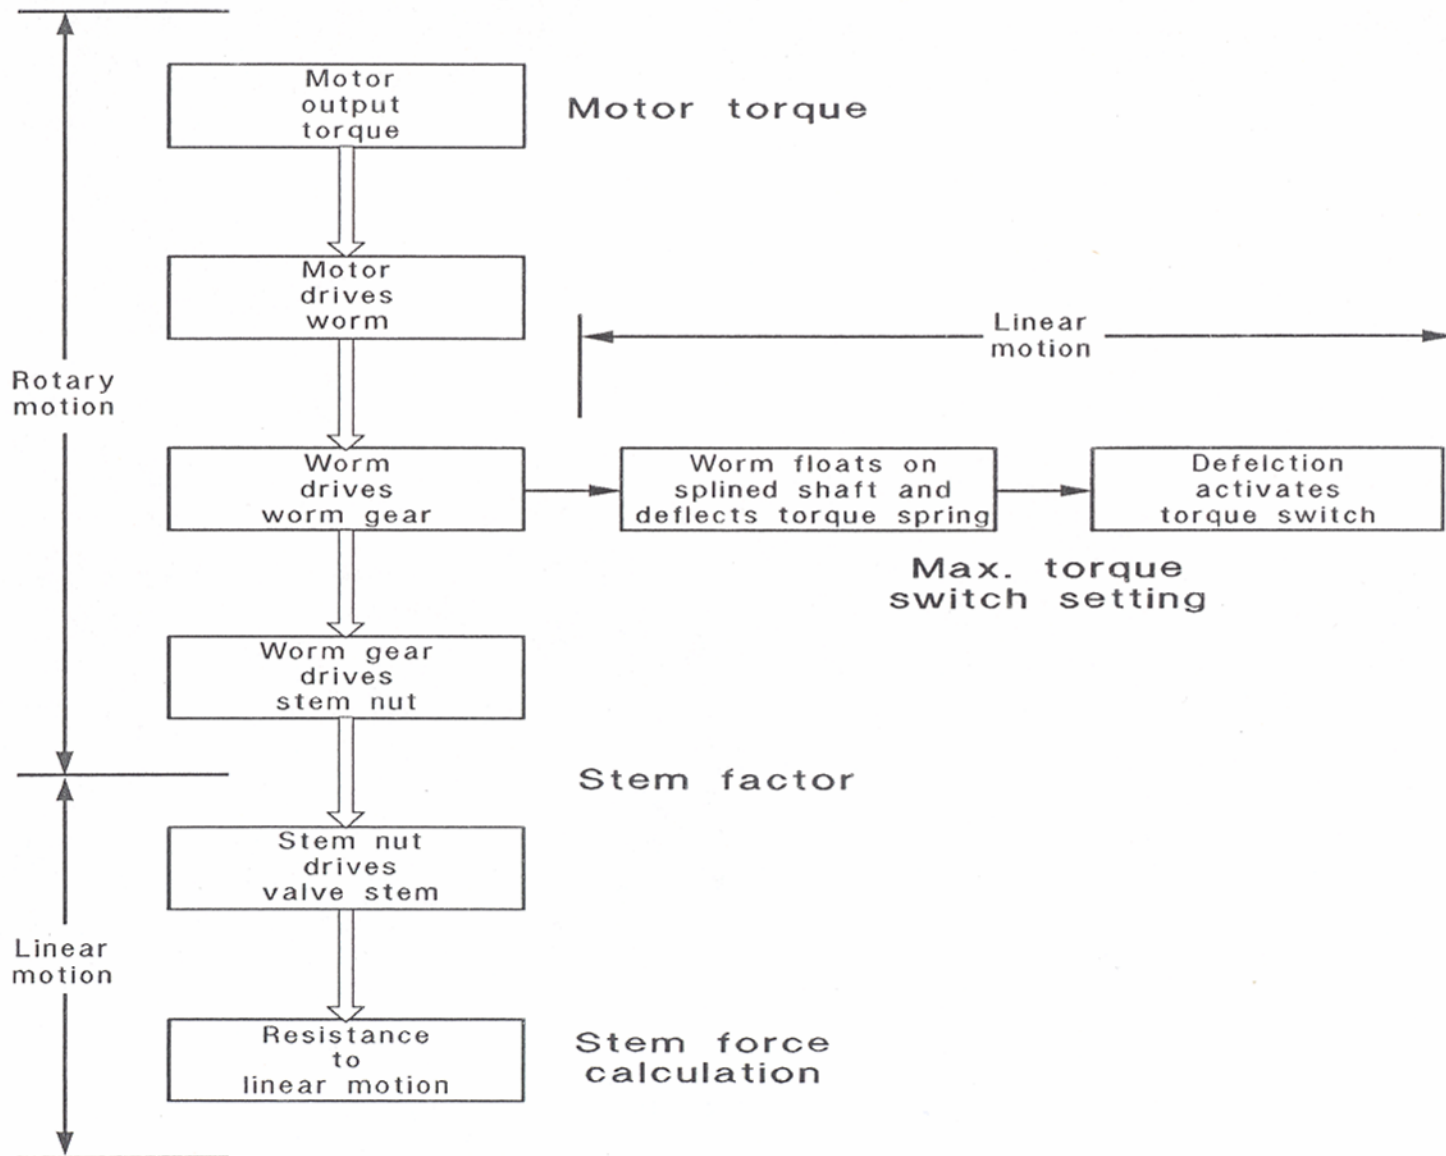 Motor
output
torque
Motor torque
Motor
drives
worm
Linear
motion
Rotary
motion
Worm
drives
worm gear
Worm floats on
splined shaft and
deflects torque spring
Defelction
activates
torque switch
Max. torque
switch setting
Worm gear
drives
stem nut
Stem factor
Stem nut
drives
valve stem
Linear
motion
Resistance
to
linear motion
Stem force
calculation